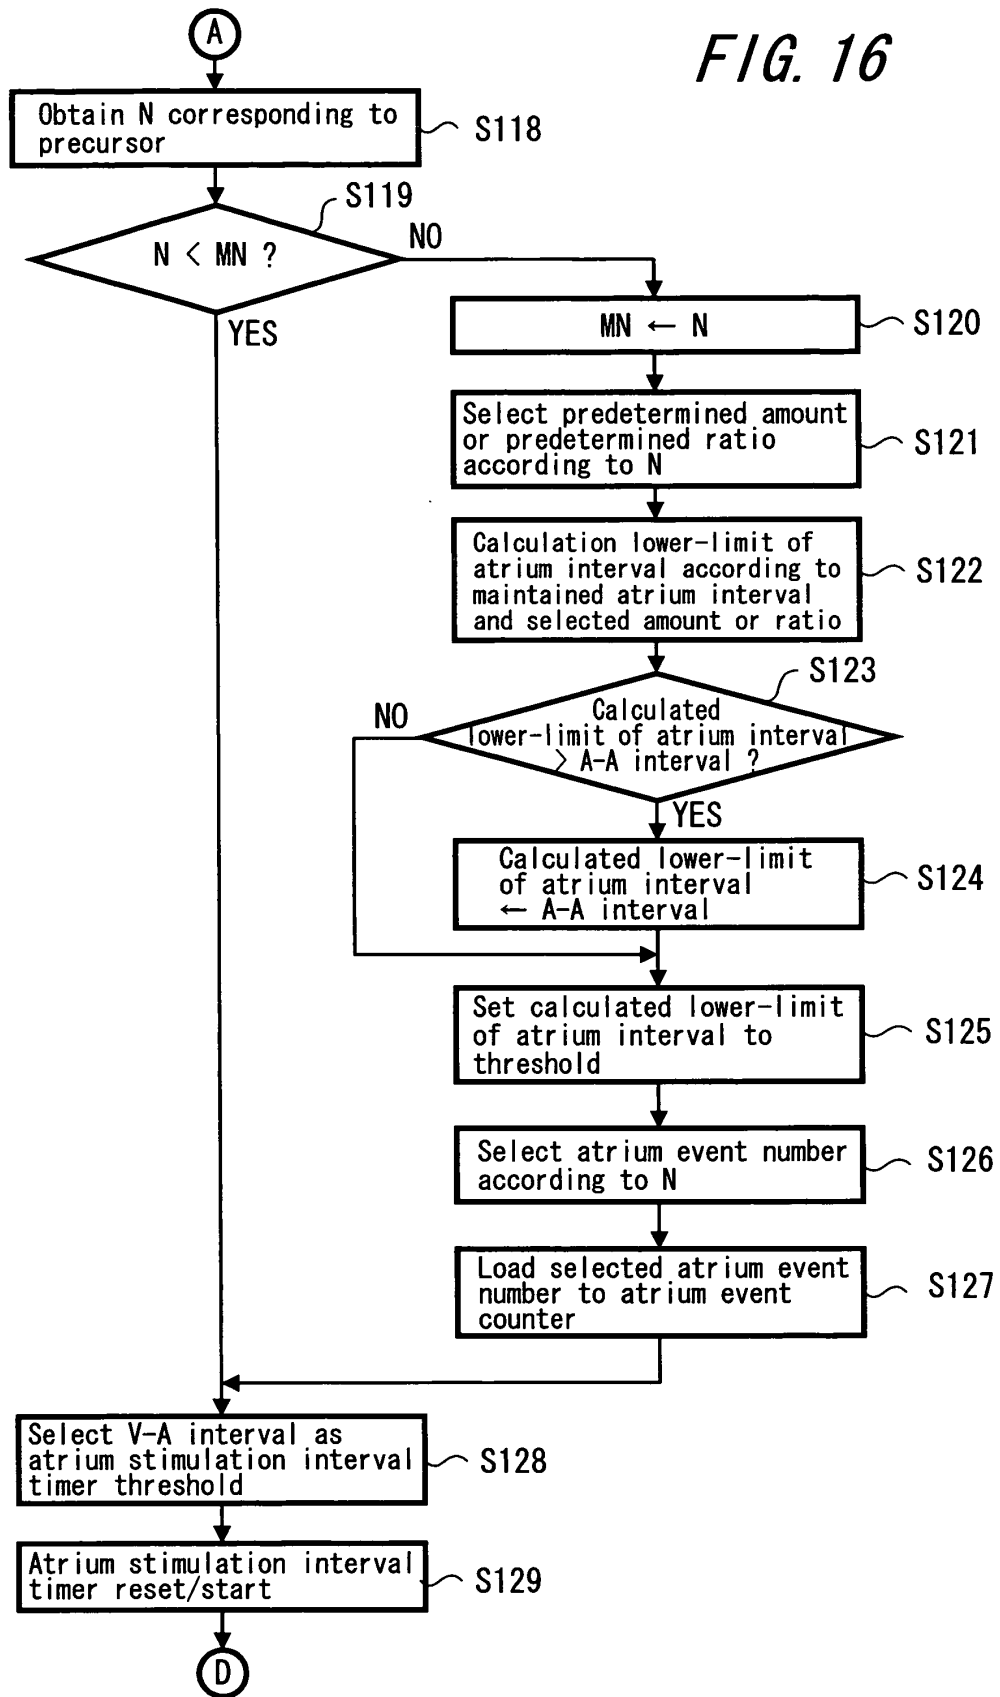 A
FIG. 16
Obtain N corresponding to
precursor
S118
S119
N < MN ?
NO
YES
MN ← N
S120
Select predetermined amount
or predetermined ratio
according to N
S121
Calculation lower-limit of
atrium interval according to
maintained atrium interval
and selected amount or ratio
S122
S123
Calculated
lower-limit of atrium interval
> A-A interval ?
NO
YES
Calculated lower-limit
of atrium interval
← A-A interval
S124
Set calculated lower-limit
of atrium interval to
threshold
S125
Select atrium event number
according to N
S126
Load selected atrium event
number to atrium event
counter
S127
Select V-A interval as
atrium stimulation interval
timer threshold
S128
Atrium stimulation interval
timer reset/start
S129
D